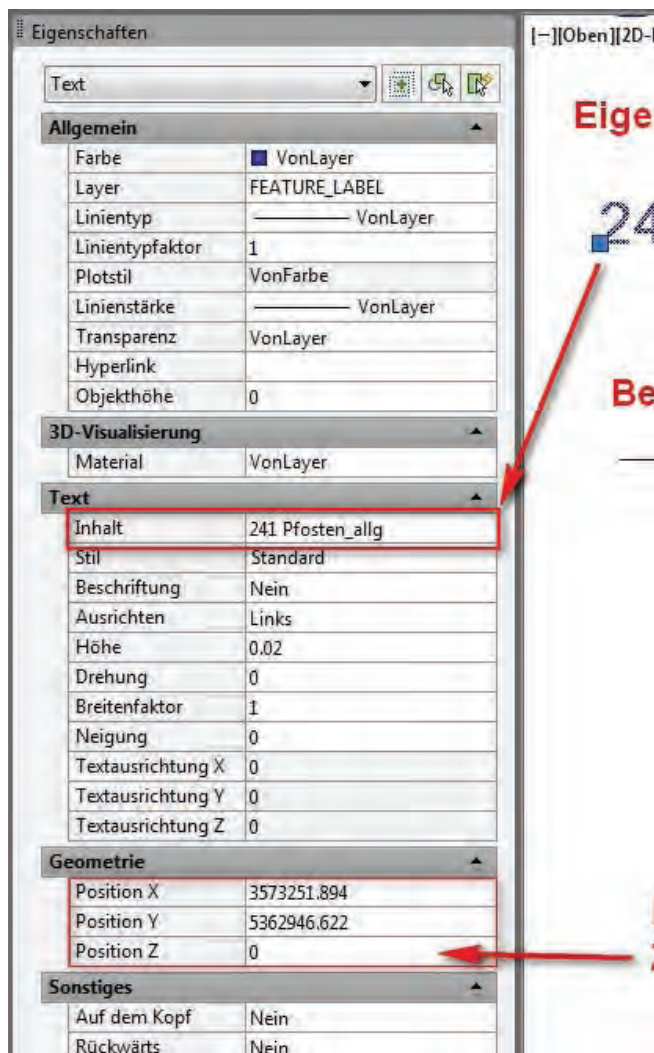 Eigenschaften
[−][Oben][2D-
Text
Eige
Allgemein
Farbe VonLayer
Layer FEATURE_LABEL
Linientyp VonLayer
24
Linientypfaktor 1
Plotstil VonFarbe
Linienstärke VonLayer
Transparenz VonLayer
Hyperlink
Objekthöhe 0
Be
3D-Visualisierung
Material VonLayer
Text
Inhalt 241 Pfosten_allg
Stil Standard
Beschriftung Nein
Ausrichten Links
Höhe 0.02
Drehung 0
Breitenfaktor 1
Neigung 0
Textausrichtung X 0
Textausrichtung Y 0
Textausrichtung Z 0
Geometrie
Position X 3573251.894
Position Y 5362946.622
Position Z 0
Sonstiges
Auf dem Kopf Nein
Rückwärts Nein